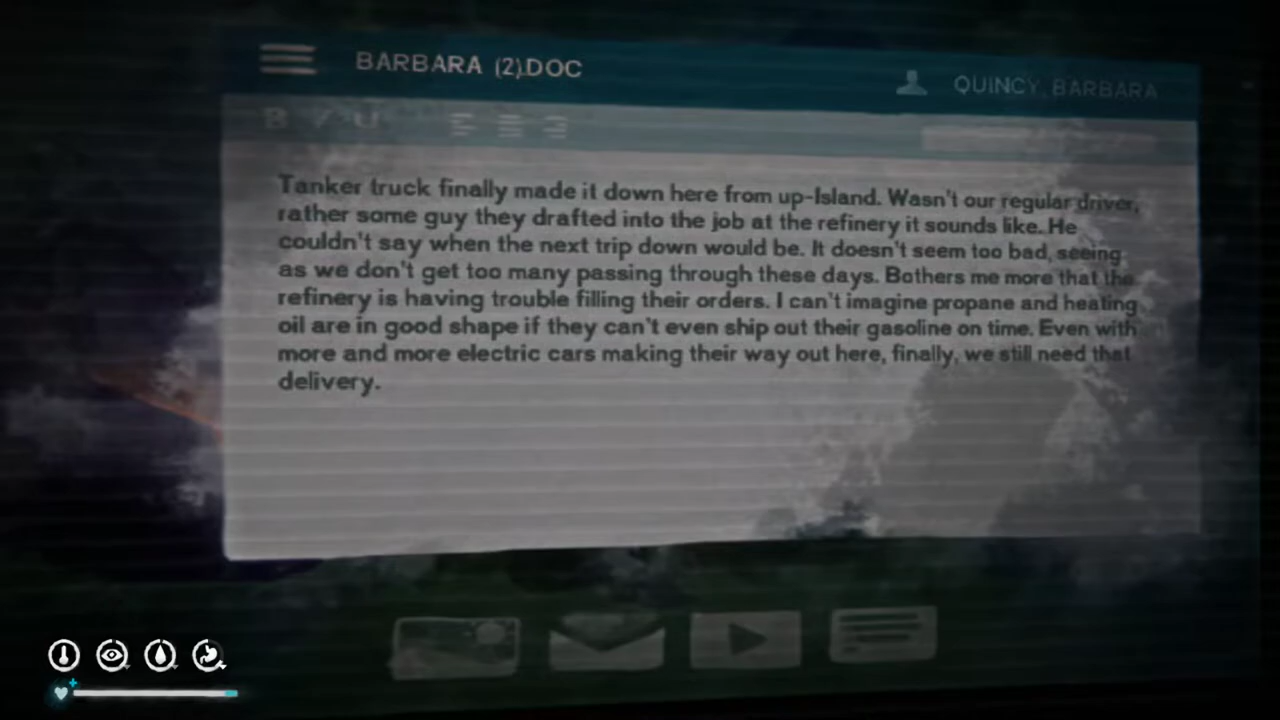 BARBARA (2).DOC
QUINCY, BARBARA
B I U
Tanker truck finally made it down here from up-Island. Wasn't our regular driver,
rather some guy they drafted into the job at the refinery it sounds like. He
couldn't say when the next trip down would be. It doesn't seem too bad, seeing
as we don't get too many passing through these days. Bothers me more that the
refinery is having trouble filling their orders. I can't imagine propane and heating
oil are in good shape if they can't even ship out their gasoline on time. Even with
more and more electric cars making their way out here, finally, we still need that
delivery.